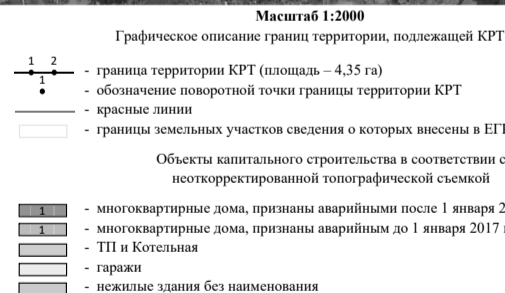 Масштаб 1:2000
Графическое описание границ территории, подлежащей КРТ
1 2 - граница территории КРТ (площадь – 4,35 га)
1 - обозначение поворотной точки границы территории КРТ
- красные линии
- границы земельных участков сведения о которых внесены в
Объекты капитального строительства в соответствии с
неоткорректированной топографической съемкой
1 - многоквартирные дома, признаны аварийными после 1 января
1 - многоквартирные дома, признаны аварийным до 1 января 2017
- ТП и Котельная
- гаражи
- нежилые здания без наименования